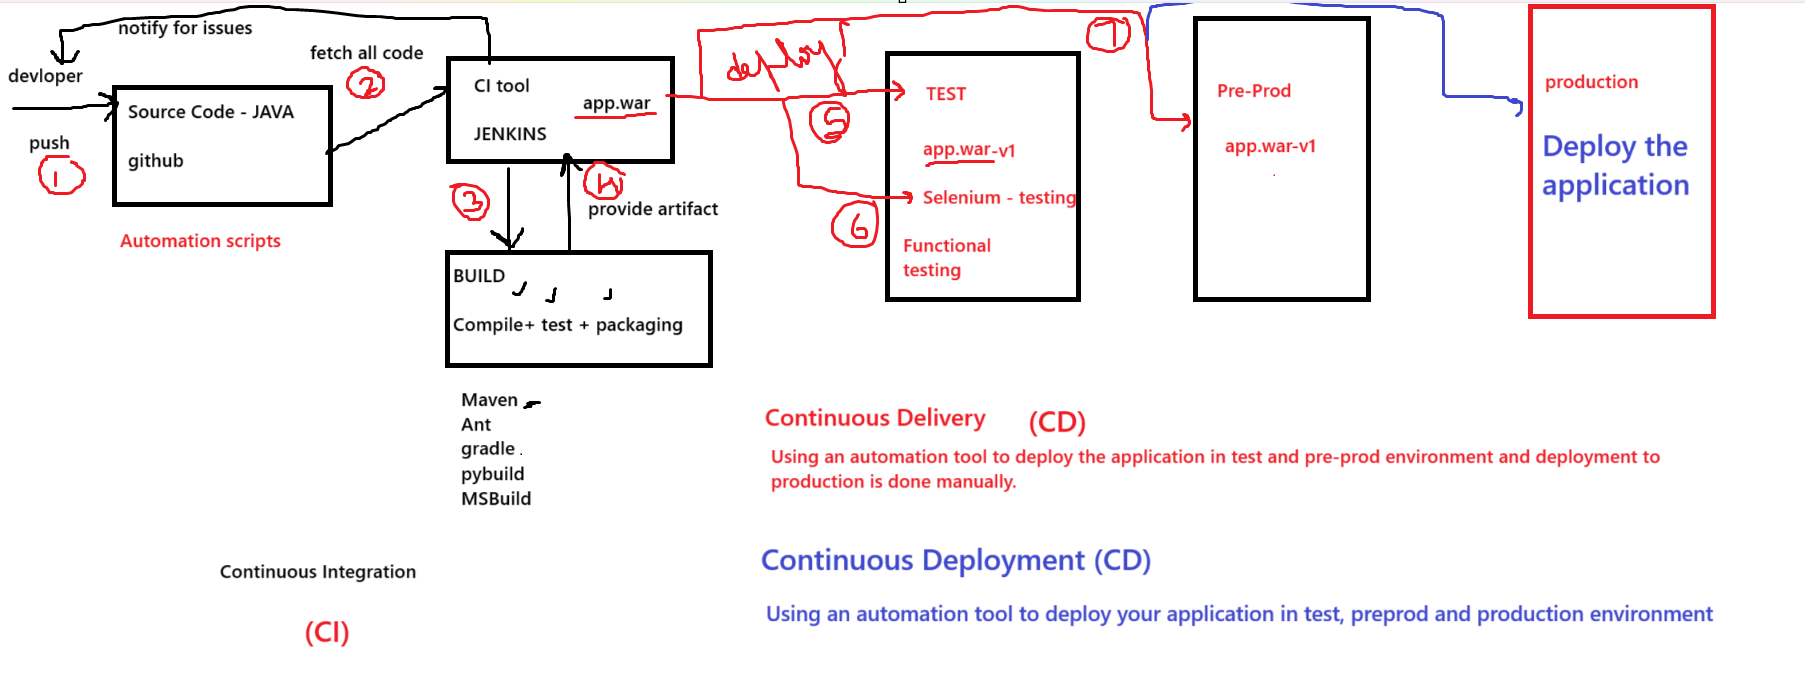 notify for issues
devloper
push
1
Source Code - JAVA
github
Automation scripts
fetch all code
2
CI tool
app.war
JENKINS
3
4
provide artifact
BUILD
Compile+ test + packaging
Maven
Ant
gradle .
pybuild
MSBuild
deploy
5
6
TEST
app.war-v1
Selenium - testing
Functional
testing
7
Pre-Prod
app.war-v1
production
Deploy the
application
Continuous Delivery (CD)
Using an automation tool to deploy the application in test and pre-prod environment and deployment to
production is done manually.
Continuous Integration
(CI)
Continuous Deployment (CD)
Using an automation tool to deploy your application in test, preprod and production environment